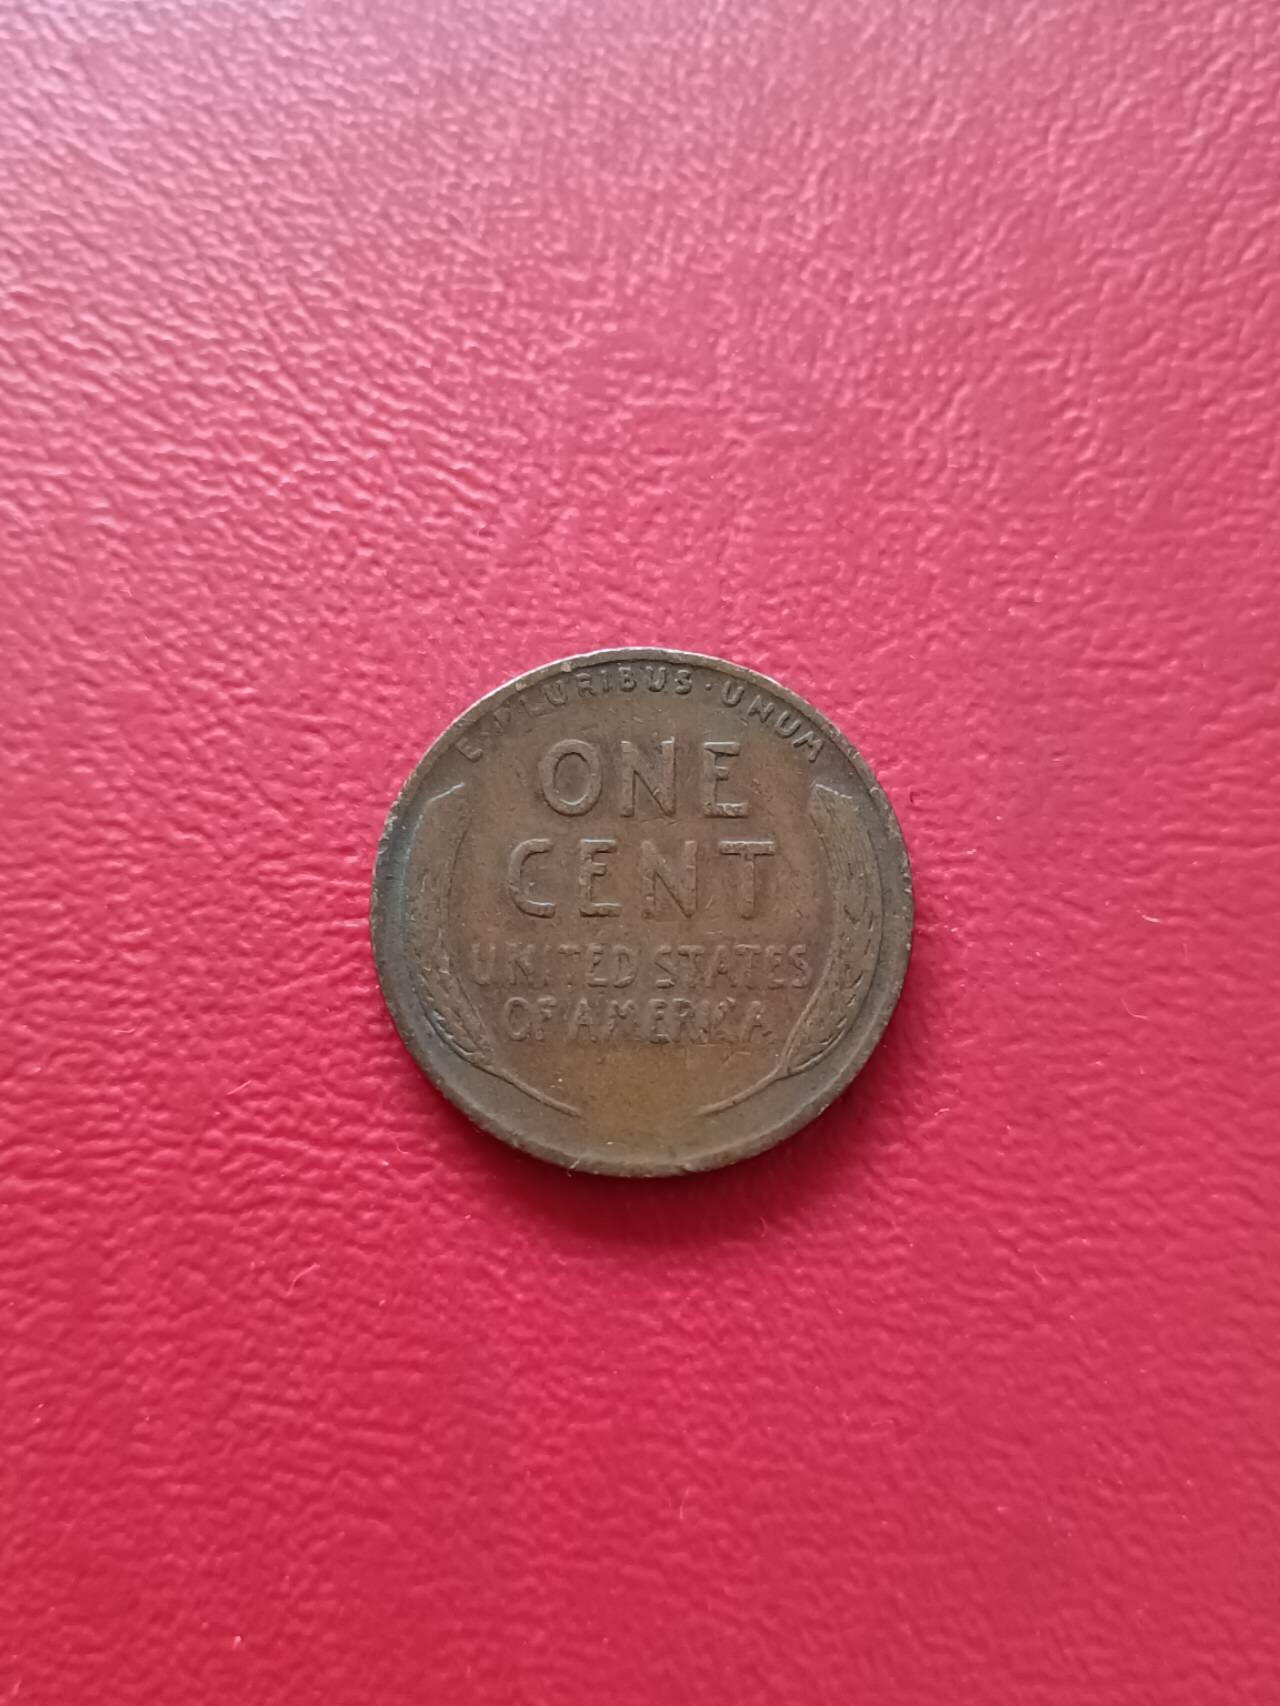 E·PLURIBUS·UNUM
ONE
CENT
UNITED STATES
OF AMERICA